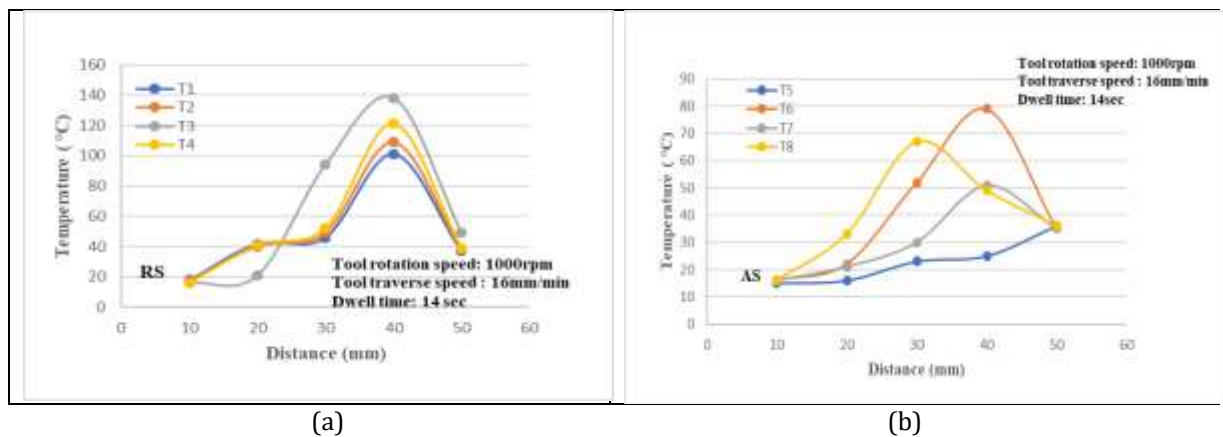 160
140
120
100
80
60
40
20
0
Temperature ( °C)
T1
T2
T3
T4
RS
Tool rotation speed: 1000rpm
Tool traverse speed : 16mm/min
Dwell time: 14 sec
0 10 20 30 40 50 60
Distance (mm)
(a)
Tool rotation speed: 1000rpm
Tool traverse speed : 16mm/min
Dwell time: 14sec
90
80
70
60
50
40
30
20
10
0
Temperature ( °C)
T5
T6
T7
T8
AS
0 10 20 30 40 50 60
Distance (mm)
(b)